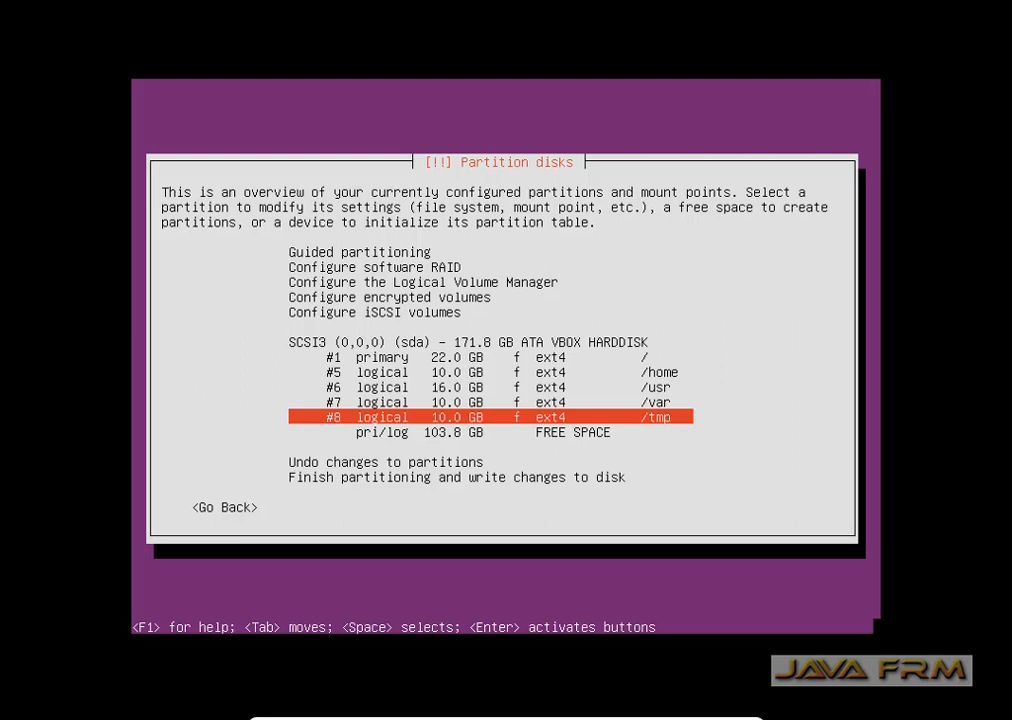 [!!] Partition disks
This is an overview of your currently configured partitions and mount points. Select a
partition to modify its settings (file system, mount point, etc.), a free space to create
partitions, or a device to initialize its partition table.
Guided partitioning
Configure software RAID
Configure the Logical Volume Manager
Configure encrypted volumes
Configure iSCSI volumes
SCSI3 (0,0,0) (sda) - 171.8 GB ATA VBOX HARDDISK
#1 primary 22.0 GB f ext4 /
#5 logical 10.0 GB f ext4 /home
#6 logical 16.0 GB f ext4 /usr
#7 logical 10.0 GB f ext4 /var
#8 logical 10.0 GB f ext4 /tmp
pri/log 103.8 GB FREE SPACE
Undo changes to partitions
Finish partitioning and write changes to disk
<Go Back>
<F1> for help; <Tab> moves; <Space> selects; <Enter> activates buttons
JAVA FRM